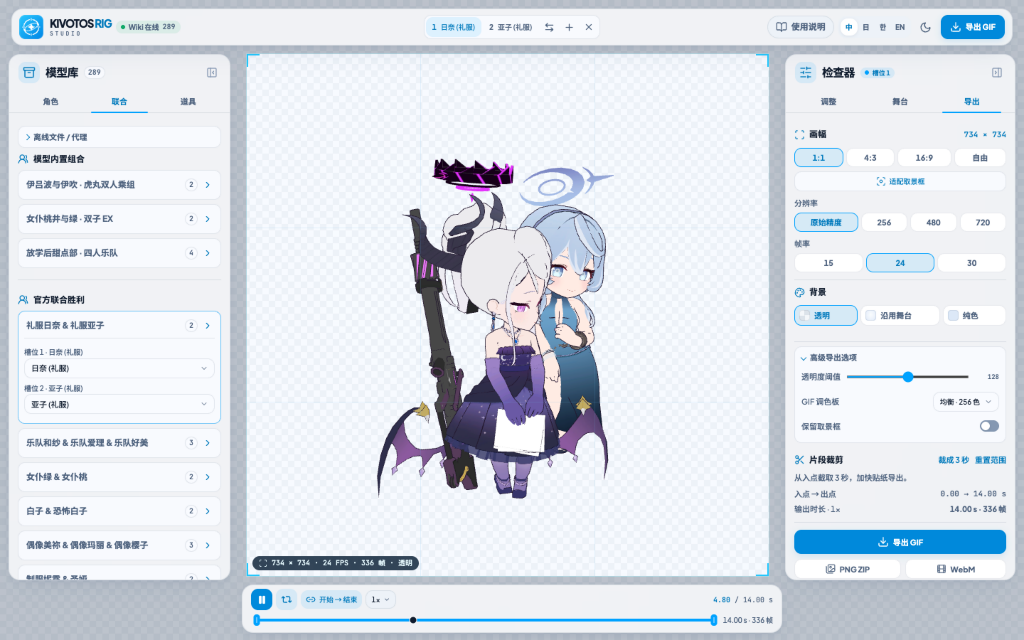 KIVOTOSRIG
STUDIO
Wiki 在线 289
1 日奈(礼服) 2 亚子(礼服)
使用说明
中 日 한 EN
导出 GIF
模型库 289
角色 联合 道具
离线文件 / 代理
模型内置组合
伊吕波与伊吹 · 虎丸双人乘组 2
女仆桃井与绿 · 双子 EX 2
放学后甜点部 · 四人乐队 4
官方联合胜利
礼服日奈 & 礼服亚子 2
槽位 1 · 日奈 (礼服)
日奈 (礼服)
槽位 2 · 亚子 (礼服)
亚子 (礼服)
乐队和纱 & 乐队爱理 & 乐队好美 3
女仆绿 & 女仆桃 2
白子 & 恐怖白子 2
偶像美祢 & 偶像玛丽 & 偶像樱子 3
734 × 734 · 24 FPS · 336 帧 · 透明
开始 → 结束
1x
4.80 / 14.00 s
14.00 s · 336 帧
检查器 槽位 1
调整 舞台 导出
画幅 734 × 734
1:1 4:3 16:9 自由
适配取景框
分辨率
原始精度 256 480 720
帧率
15 24 30
背景
透明 沿用舞台 纯色
高级导出选项
透明度阈值 128
GIF 调色板 均衡 · 256 色
保留取景框
片段裁剪 截成 3 秒 重置范围
从入点截取 3 秒，加快贴纸导出。
入点 → 出点 0.00 → 14.00 s
输出时长 · 1x 14.00 s · 336 帧
导出 GIF
PNG ZIP WebM